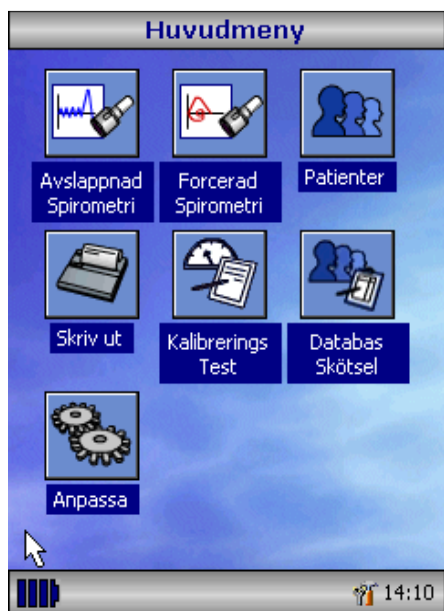 Huvudmeny
Avslappnad
Spirometri
Forcerad
Spirometri
Patienter
Skriv ut
Kalibrerings
Test
Databas
Skötsel
Anpassa
14:10